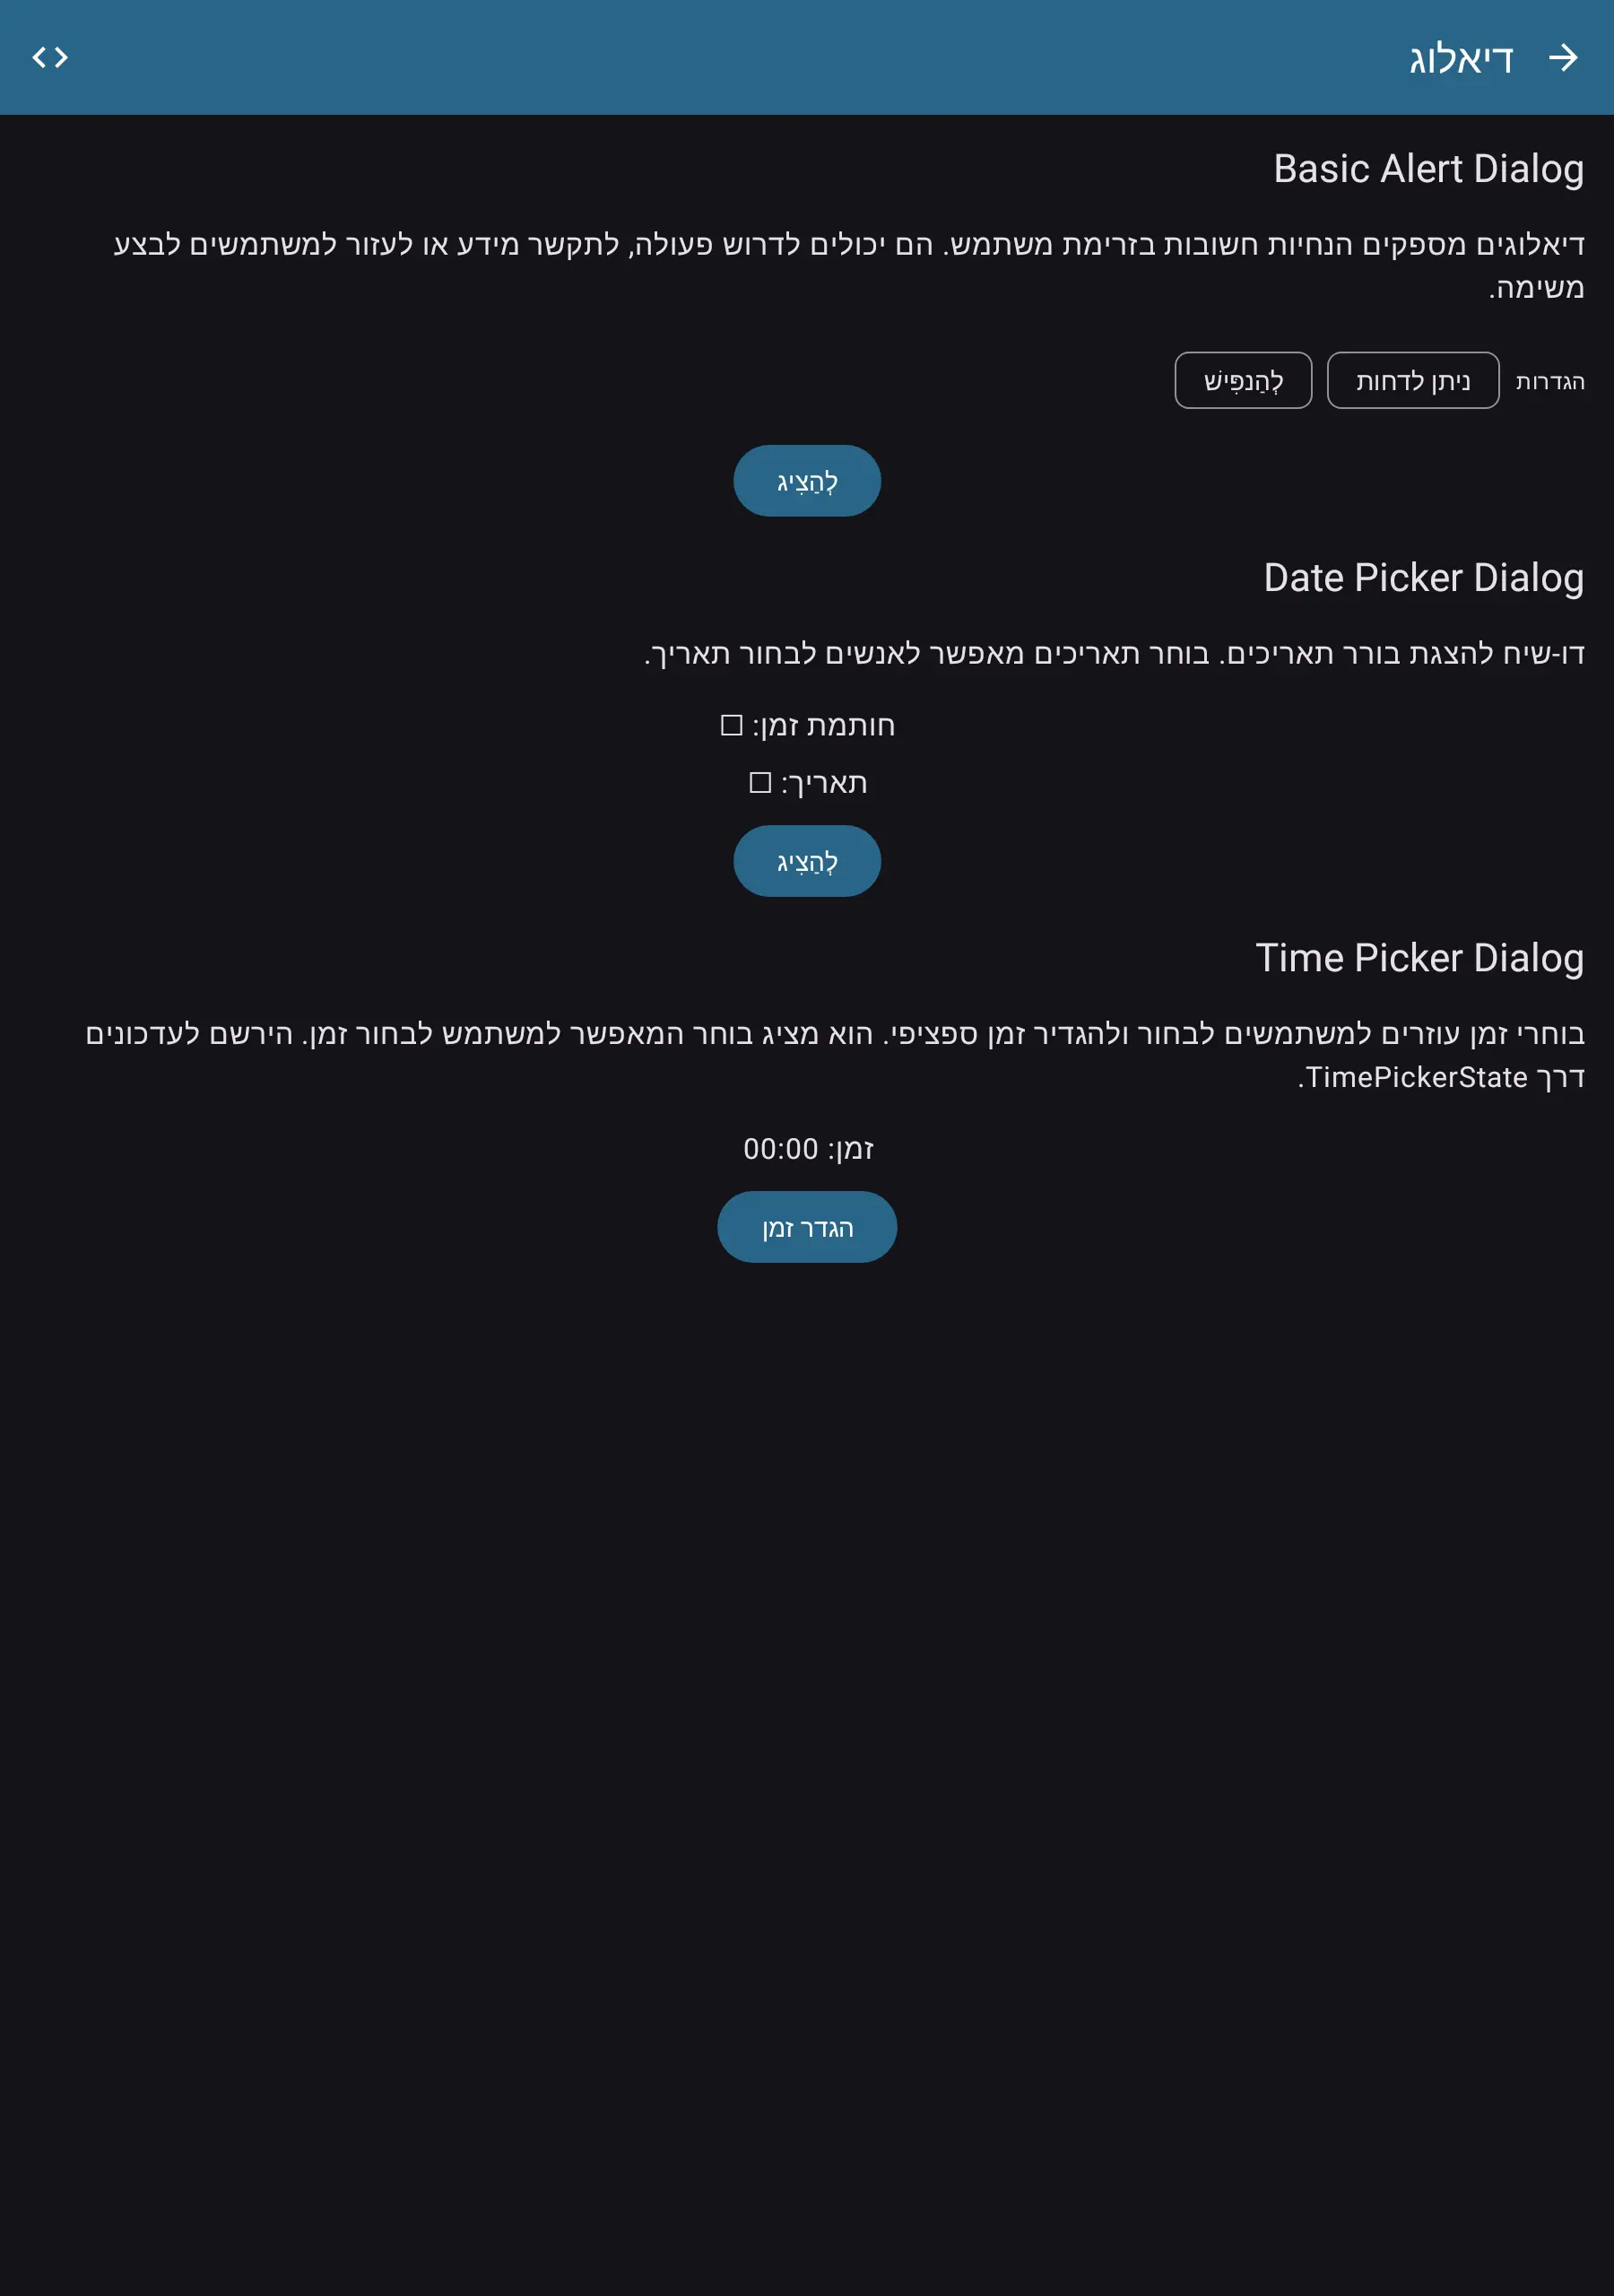 דיאלוג
Basic Alert Dialog
דיאלוגים מספקים הנחיות חשובות בזרימת משתמש. הם יכולים לדרוש פעולה, לתקשר מידע או לעזור למשתמשים לבצע
משימה.
הגדרות ניתן לדחות לְהַנפִּישׁ
לְהַצִיג
Date Picker Dialog
דו-שיח להצגת בורר תאריכים. בוחר תאריכים מאפשר לאנשים לבחור תאריך.
חותמת זמן: ☐
תאריך: ☐
לְהַצִיג
Time Picker Dialog
בוחרי זמן עוזרים למשתמשים לבחור ולהגדיר זמן ספציפי. הוא מציג בוחר המאפשר למשתמש לבחור זמן. הירשם לעדכונים
דרך TimePickerState.
זמן: 00:00
הגדר זמן